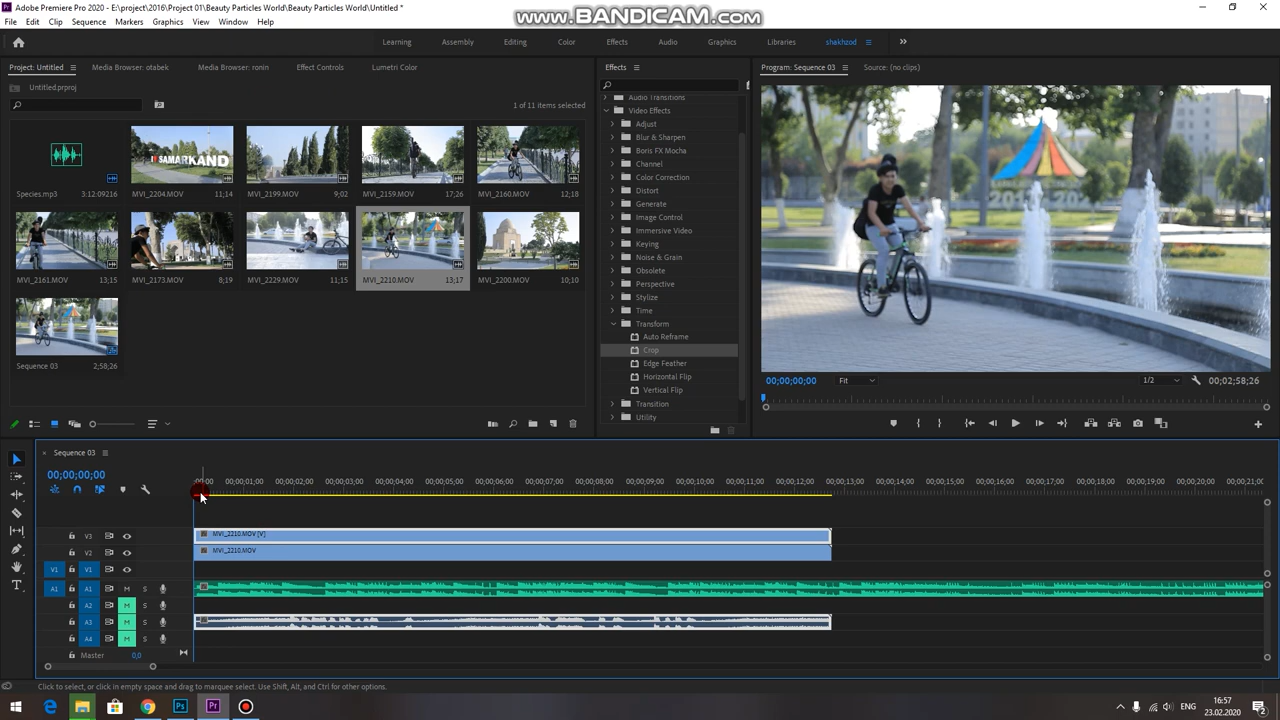 Adobe Premiere Pro 2020 - E:\project\2016\Project 01\Beauty Particles World\Beauty Particles World\Untitled *
www.BANDICAM.com
File Edit Clip Sequence Markers Graphics View Window Help
Learning Assembly Editing Color Effects Audio Graphics Libraries shakhzod
Project: Untitled Media Browser: otabek Media Browser: ronin Effect Controls Lumetri Color
Untitled.prproj
1 of 11 items selected
I SAMARKAND
Species.mp3 3:12:09216
MVI_2204.MOV 11;14
MVI_2199.MOV 9;02
MVI_2159.MOV 17;26
MVI_2160.MOV 12;18
MVI_2161.MOV 13;15
MVI_2173.MOV 8;19
MVI_2229.MOV 11;15
MVI_2210.MOV 13;17
MVI_2200.MOV 10;10
Sequence 03 2;58;26
Effects
Audio Transitions
Video Effects
Adjust
Blur & Sharpen
Boris FX Mocha
Channel
Color Correction
Distort
Generate
Image Control
Immersive Video
Keying
Noise & Grain
Obsolete
Perspective
Stylize
Time
Transform
Auto Reframe
Crop
Edge Feather
Horizontal Flip
Vertical Flip
Transition
Utility
Program: Sequence 03 Source: (no clips)
00;00;00;00 Fit 1/2 00;02;58;26
Sequence 03
00;00;00;00
;00;00 00;00;01;00 00;00;02;00 00;00;03;00 00;00;04;00 00;00;05;00 00;00;06;00 00;00;07;00 00;00;08;00 00;00;09;00 00;00;10;00 00;00;11;00 00;00;12;00 00;00;13;00 00;00;14;00 00;00;15;00 00;00;16;00 00;00;17;00 00;00;18;00 00;00;19;00 00;00;20;00 00;00;21;0
V3 MVI_2210.MOV [V]
V2 MVI_2210.MOV
V1 V1
A1 A1 M S
A2 M S
A3 M S
A4 M S
Master 0,0
Click to select, or click in empty space and drag to marquee select. Use Shift, Alt, and Ctrl for other options.
Ps Pr
ENG
16:57
23.02.2020
2